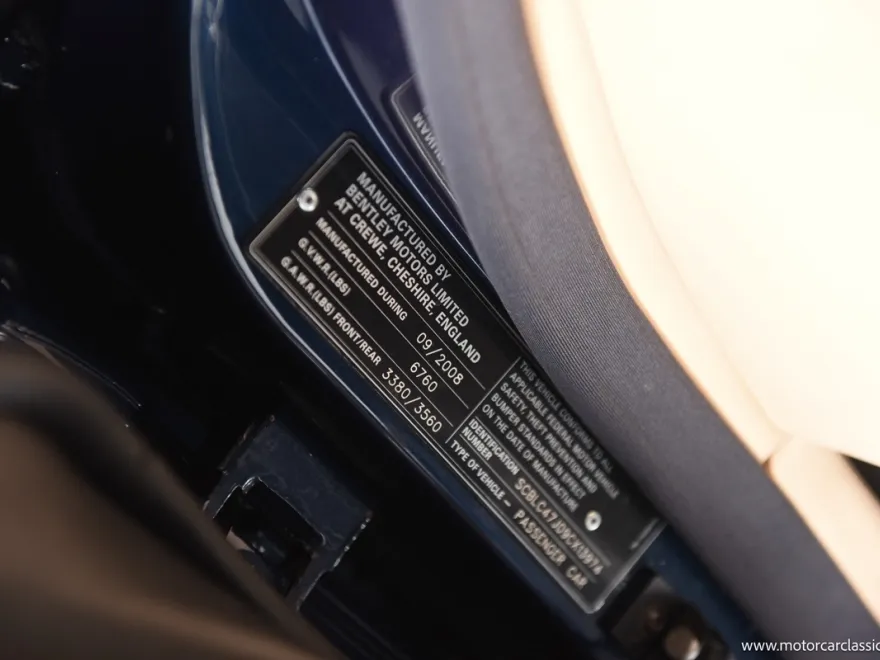 MANUFACTURED BY
BENTLEY MOTORS LIMITED
AT CREWE, CHESHIRE, ENGLAND
MANUFACTURED DURING 09/2008
G.V.W.R.(LBS) 6760
G.A.W.R.(LBS) FRONT/REAR 3380/3560
THIS VEHICLE CONFORMS TO ALL
APPLICABLE FEDERAL MOTOR VEHICLE
SAFETY, THEFT PREVENTION AND
BUMPER STANDARDS IN EFFECT
ON THE DATE OF MANUFACTURE
IDENTIFICATION
NUMBER
TYPE OF VEHICLE - PASSENGER CAR
www.motorcarclassic